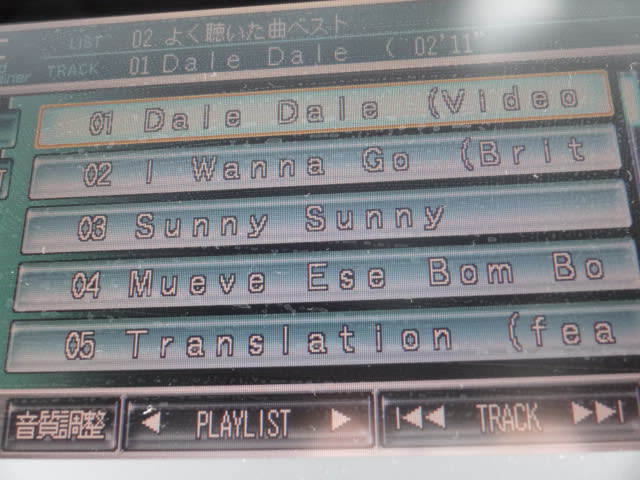 LIST 02 よく聴いた曲ベスト
TRACK 01 Dale Dale ( 02'11"
01 Dale Dale (Video
02 I Wanna Go (Brit
03 Sunny Sunny
04 Mueve Ese Bom Bo
05 Translation (fea
音質調整 ◀ PLAYLIST ▶ |◀◀ TRACK ▶▶|